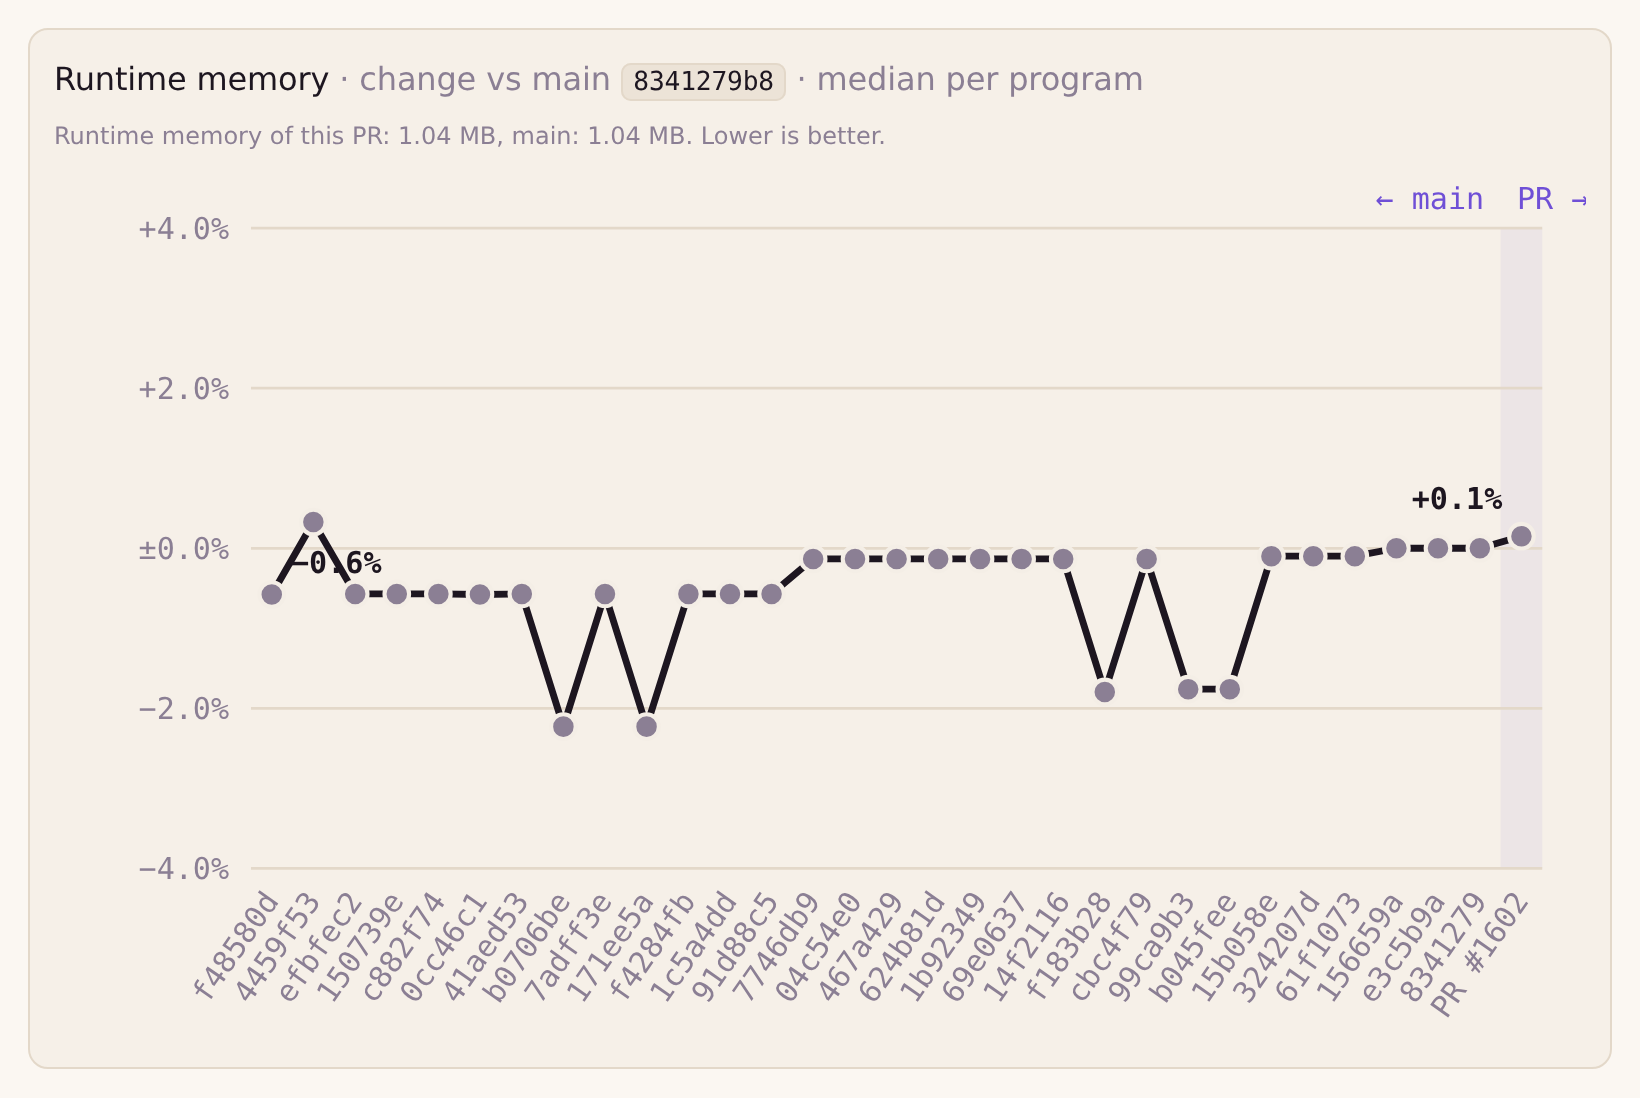 Runtime memory · change vs main 8341279b8 · median per program
Runtime memory of this PR: 1.04 MB, main: 1.04 MB. Lower is better.
← main PR →
+4.0%
+2.0%
+0.1%
±0.0%
−0.6%
−2.0%
−4.0%
f48580d
4459f53
efbfec2
150739e
c882f74
0cc46c1
41aed53
b0706be
7adff3e
171ee5a
f4284fb
1c5a4dd
91d88c5
7746db9
04c54e0
467a429
624b81d
1b92349
69e0637
14f2116
f183b28
cbc4f79
99ca9b3
b045fee
15b058e
324207d
61f1073
156659a
e3c5b9a
8341279
PR #1602